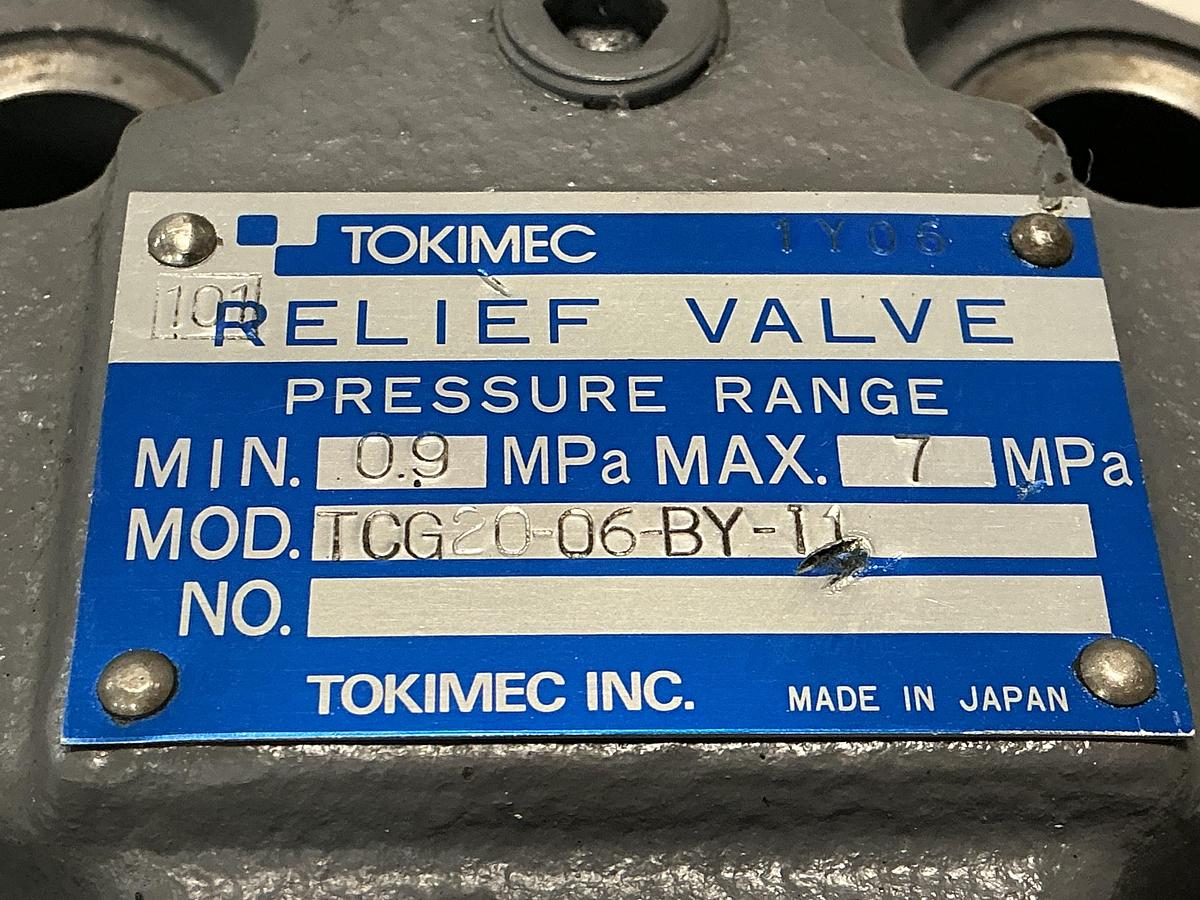 TOKIMEC 1Y06
101
RELIEF VALVE
PRESSURE RANGE
MIN. 0.9 MPa MAX. 7 MPa
MOD. TCG20-06-BY-
NO.
TOKIMEC INC. MADE IN JAPAN